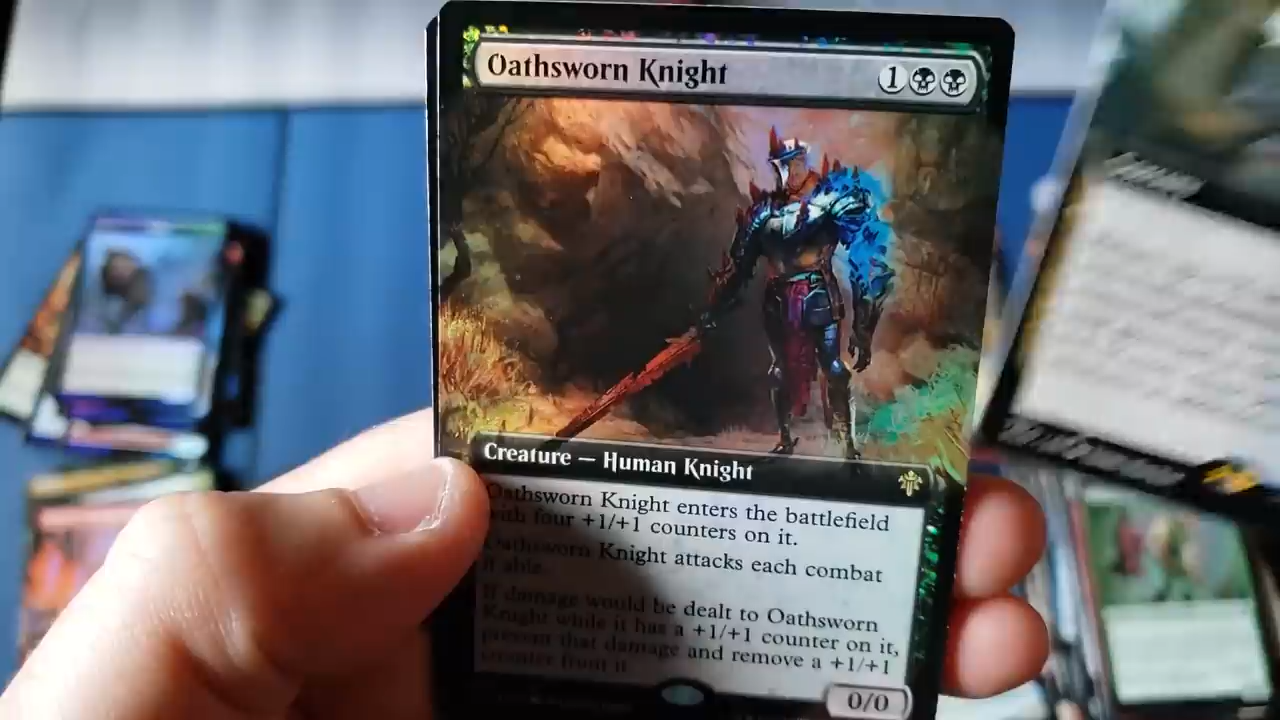 Oathsworn Knight 1
Creature — Human Knight
Oathsworn Knight enters the battlefield
with four +1/+1 counters on it.
Oathsworn Knight attacks each combat
if able.
If damage would be dealt to Oathsworn
Knight while it has a +1/+1 counter on it,
prevent that damage and remove a +1/+1
counter from it
0/0